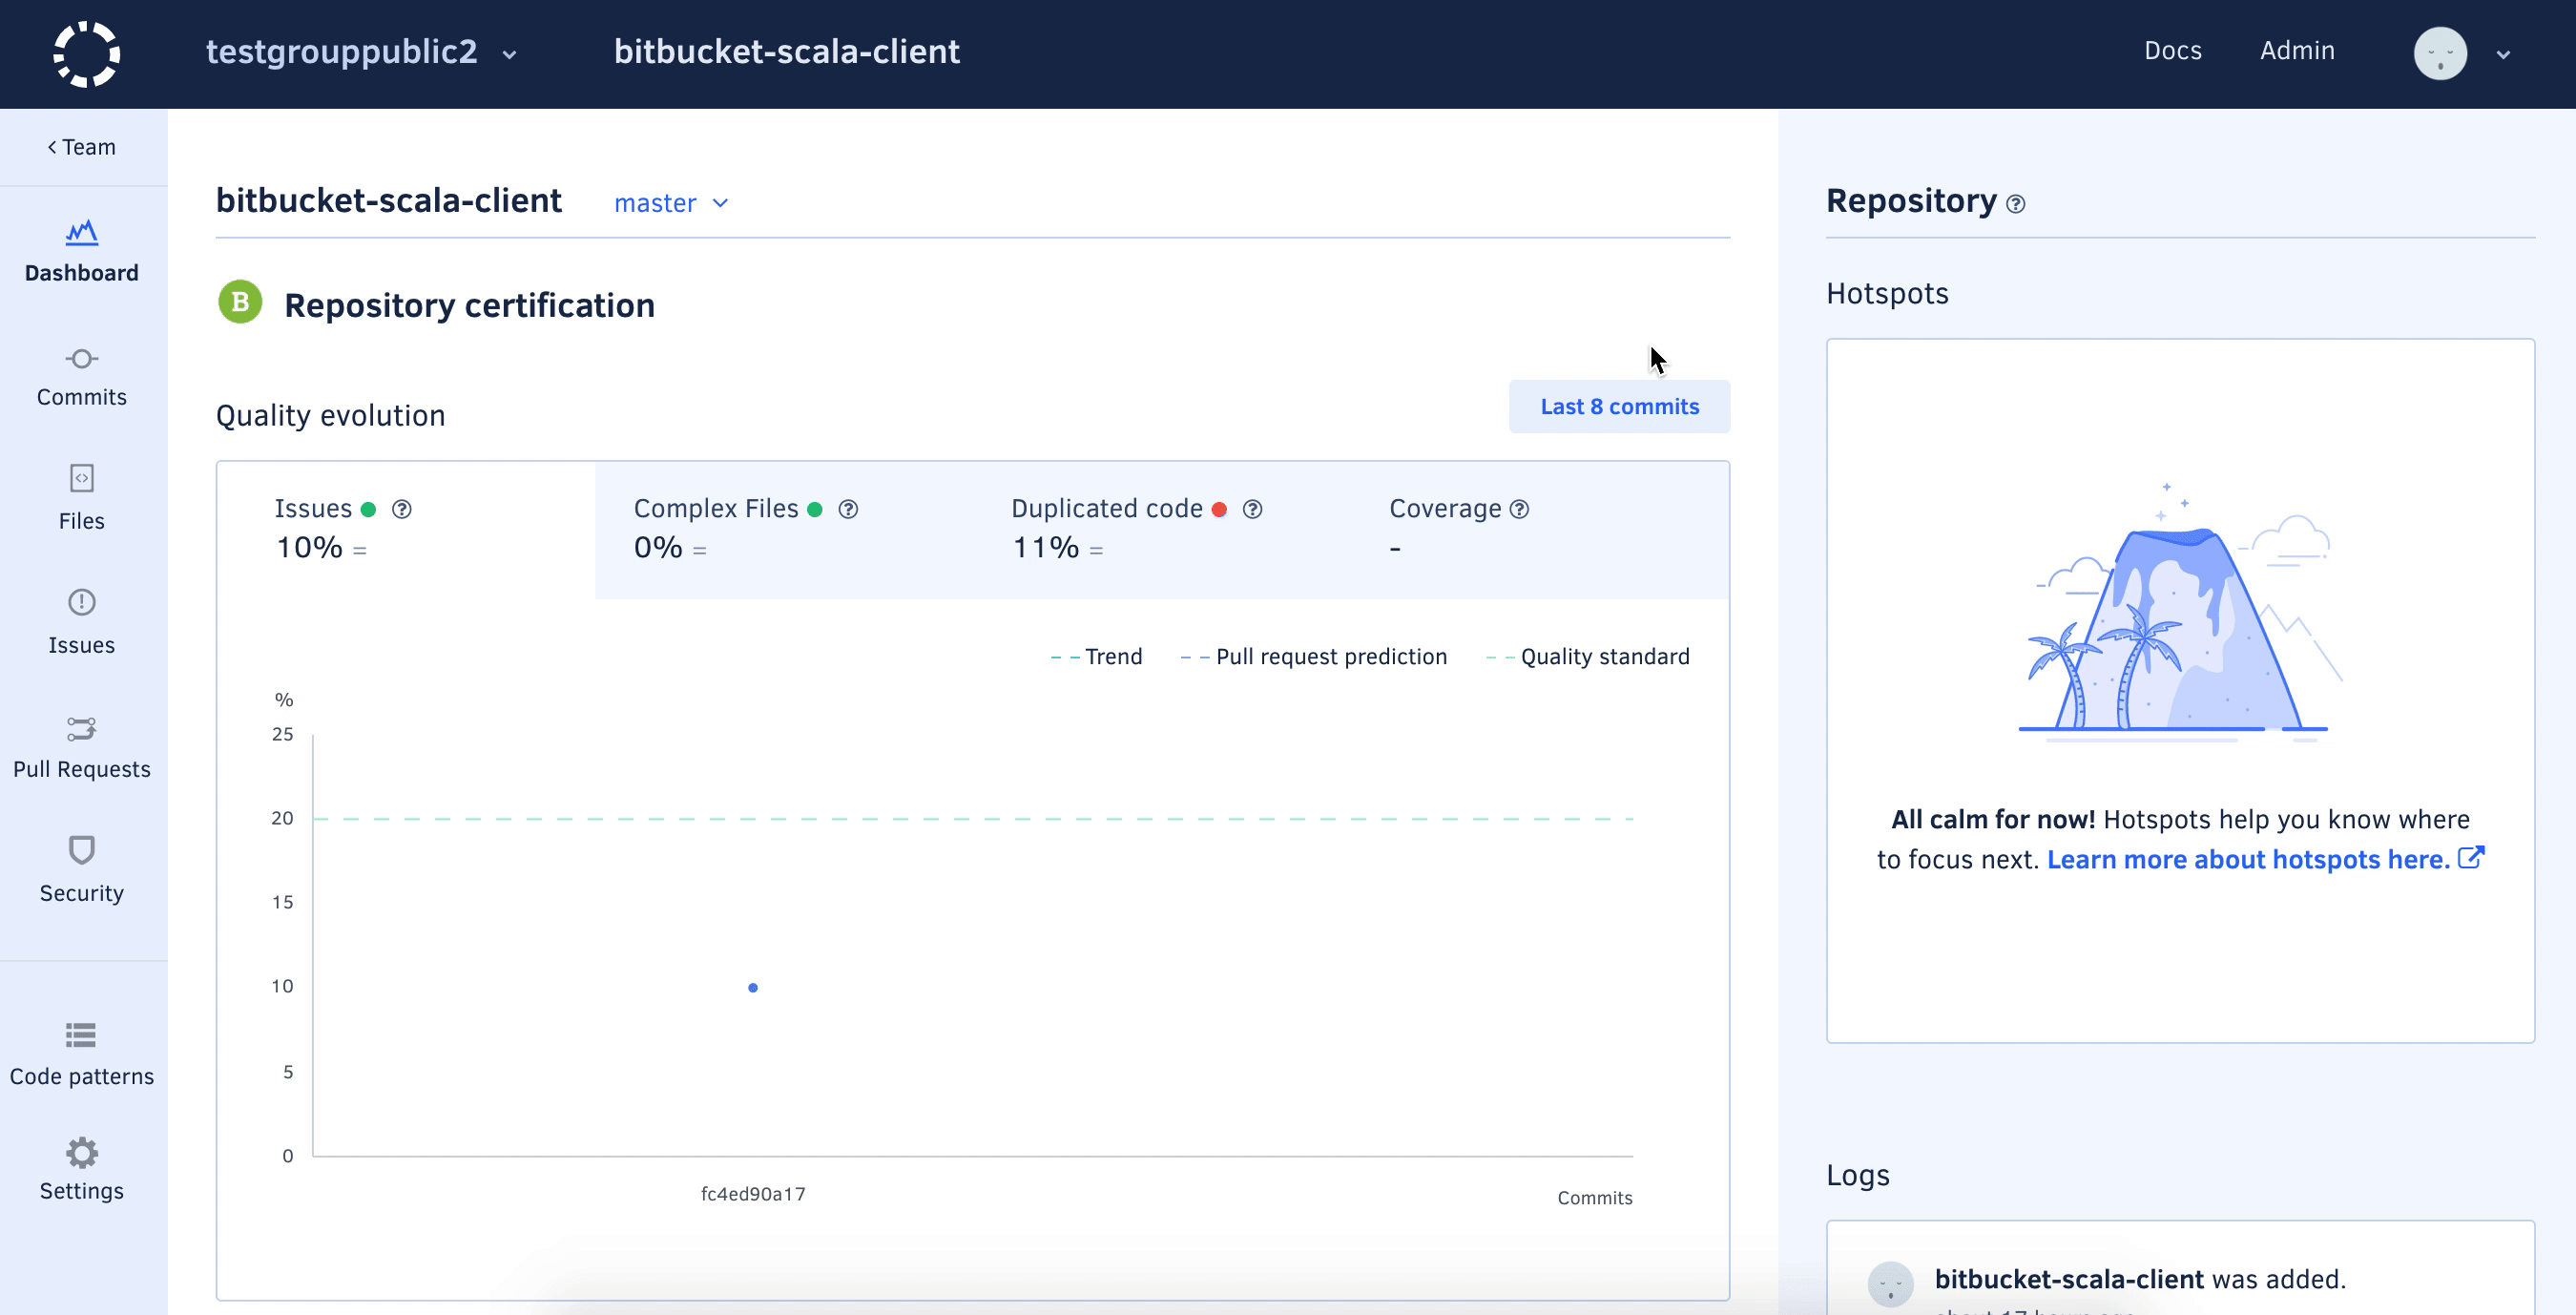 testgrouppublic2
bitbucket-scala-client
Docs
Admin
< Team
Dashboard
Commits
Files
Issues
Pull Requests
Security
Code patterns
Settings
bitbucket-scala-client
master
B
Repository certification
Quality evolution
Last 8 commits
Issues
10% =
Complex Files
0% =
Duplicated code
11% =
Coverage
-
Trend
Pull request prediction
Quality standard
%
25
20
15
10
5
0
fc4ed90a17
Commits
Repository
Hotspots
All calm for now! Hotspots help you know where
to focus next. Learn more about hotspots here.
Logs
bitbucket-scala-client was added.
about 17 hours ago